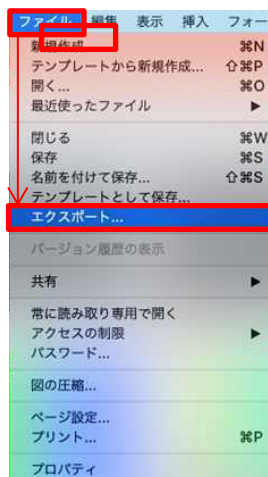 ファイル 編集 表示 挿入 フォー
新規作成 ⌘N
テンプレートから新規作成... ⇧⌘P
開く... ⌘O
最近使ったファイル ▶
閉じる ⌘W
保存 ⌘S
名前を付けて保存... ⇧⌘S
テンプレートとして保存...
エクスポート...
バージョン履歴の表示
共有 ▶
常に読み取り専用で開く
アクセスの制限 ▶
パスワード...
図の圧縮...
ページ設定...
プリント... ⌘P
プロパティ